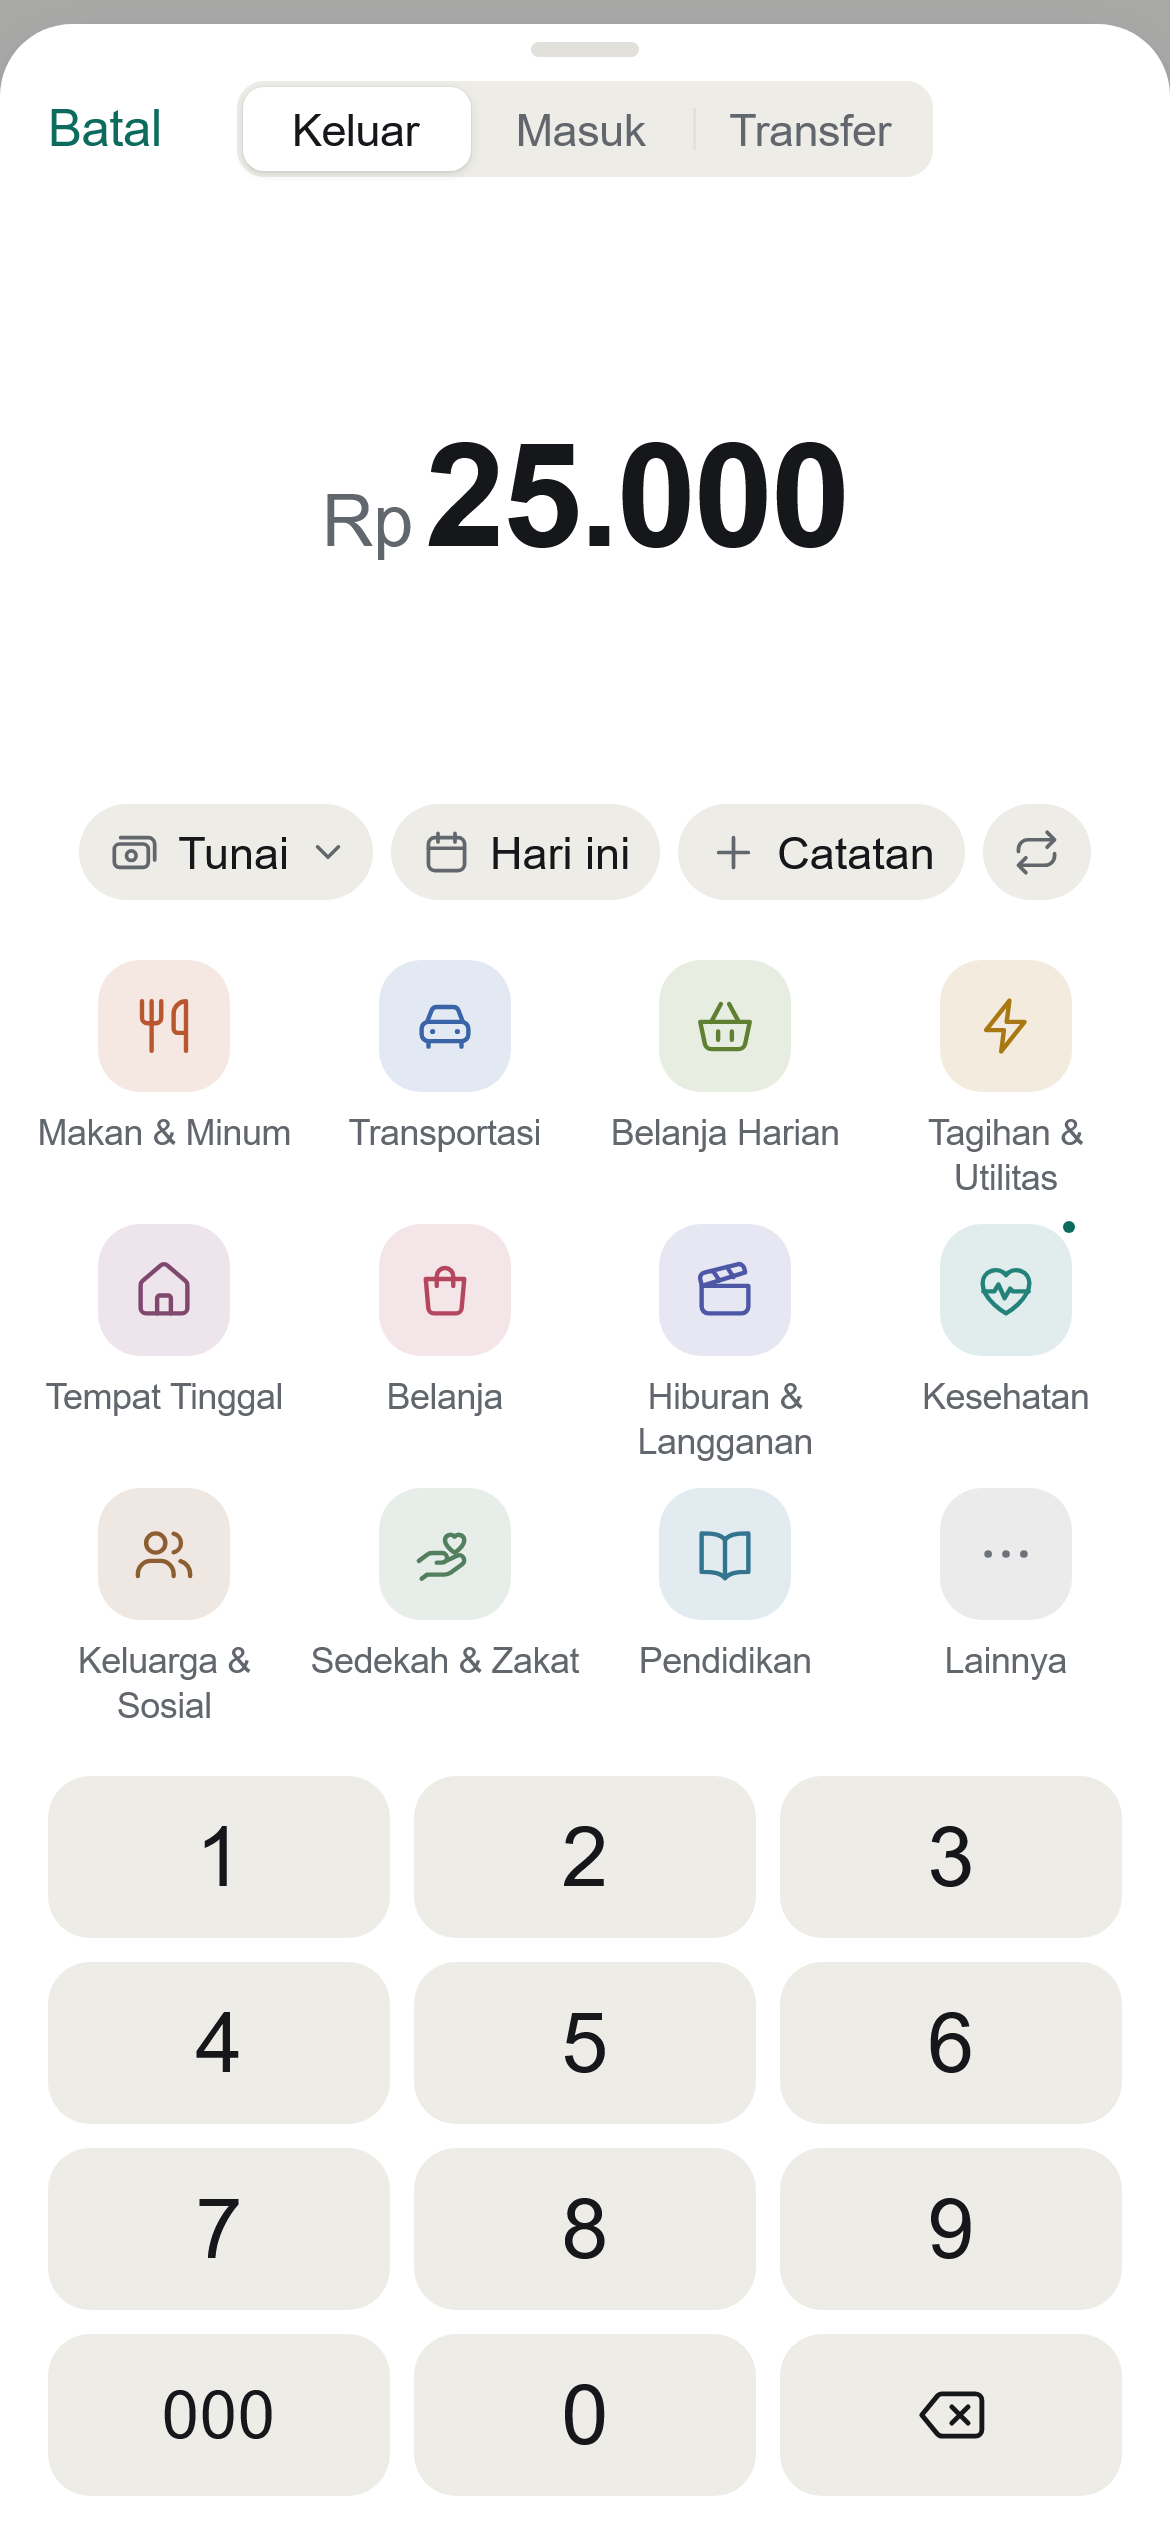 Batal
Keluar
Masuk
Transfer
Rp 25.000
Tunai
Hari ini
Catatan
Makan & Minum
Transportasi
Belanja Harian
Tagihan &
Utilitas
Tempat Tinggal
Belanja
Hiburan &
Langganan
Kesehatan
Keluarga &
Sosial
Sedekah & Zakat
Pendidikan
Lainnya
1
2
3
4
5
6
7
8
9
000
0